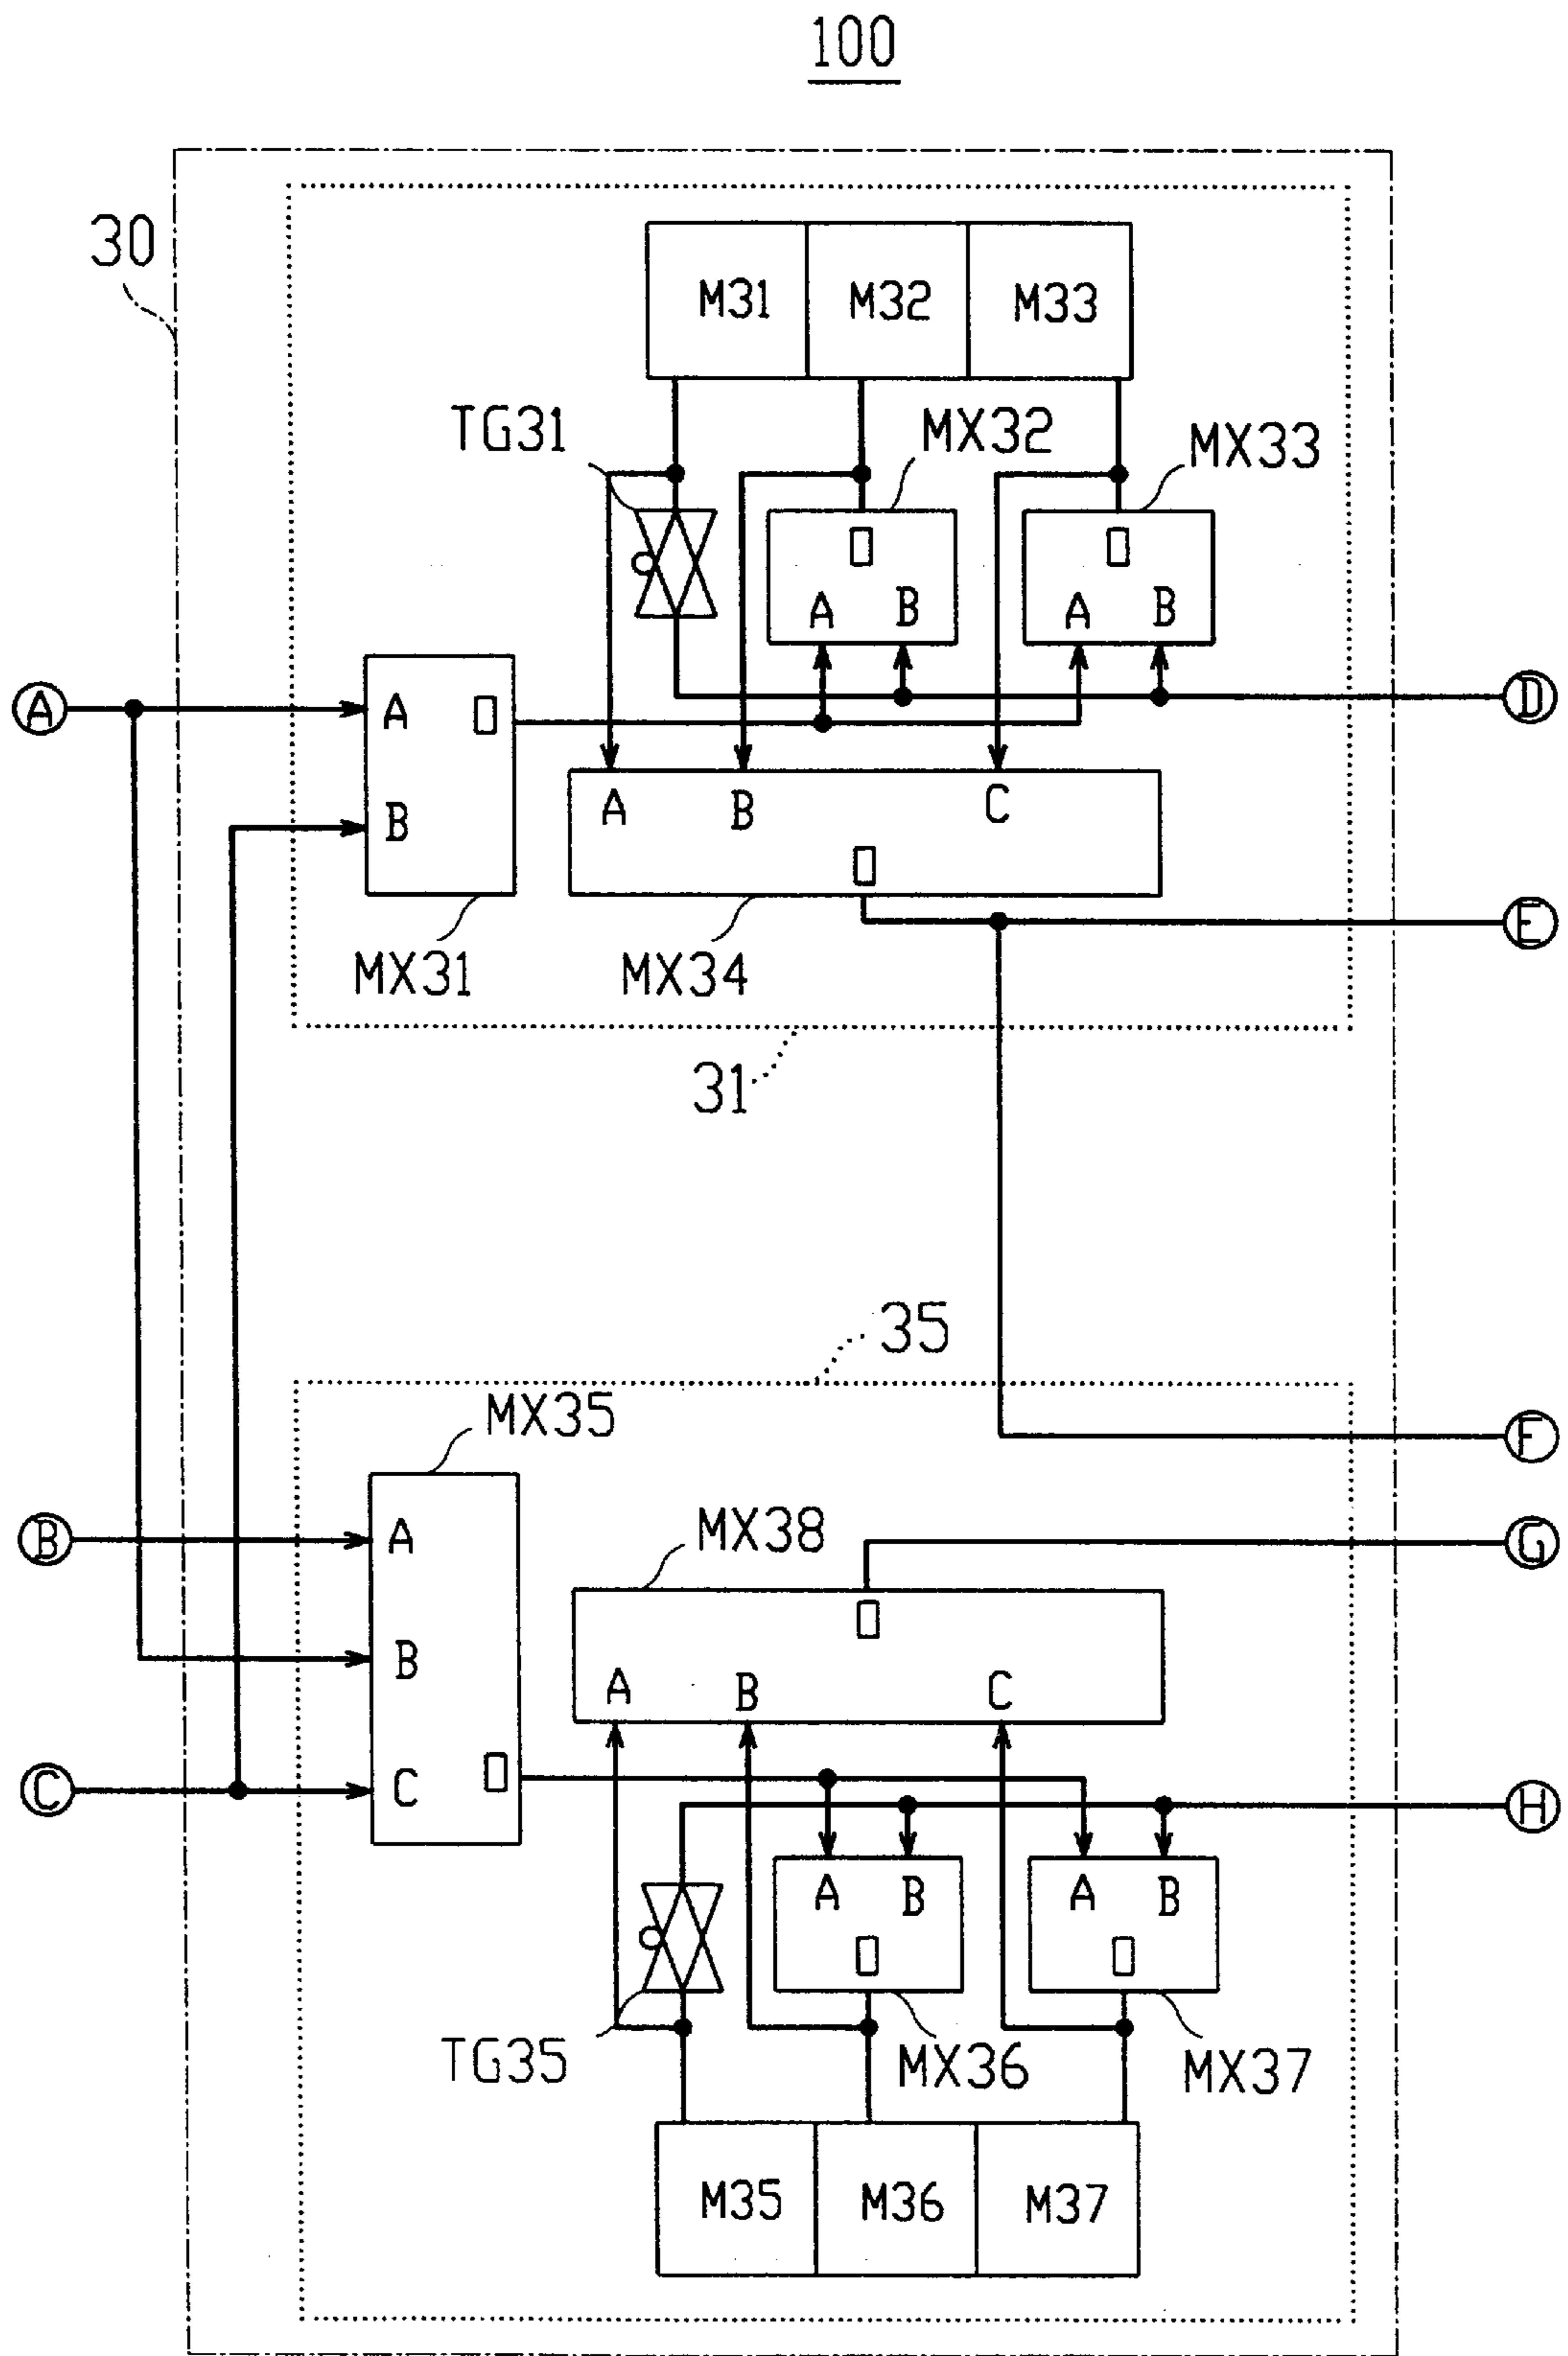 100
30
M31 M32 M33
TG31 MX32 MX33
O O
A B A B
A A O D
B A B C
O
E
MX31 MX34
31
35
MX35
B A MX38 G
O
B A B C
C C O H
A B A B
O O
TG35 MX36 MX37
M35 M36 M37
F